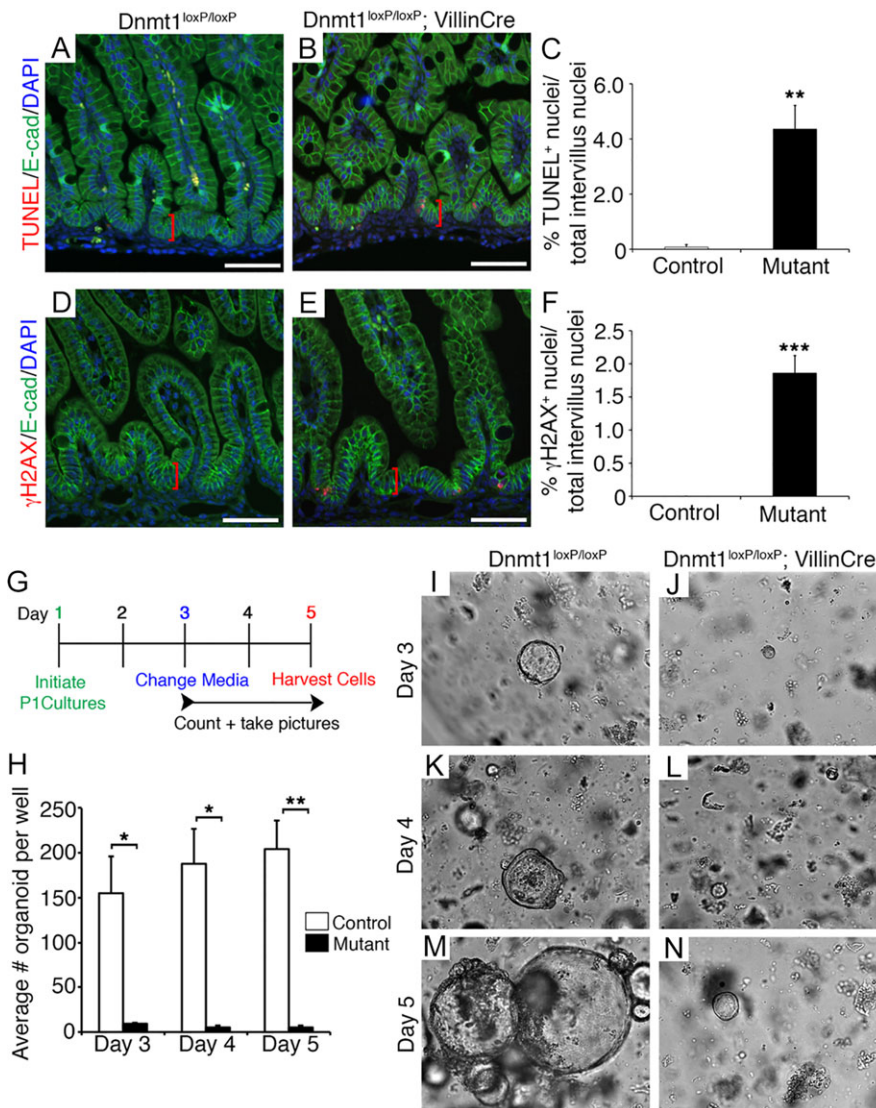 Dnmt1loxP/loxP
Dnmt1loxP/loxP; VillinCre
A
B
C
TUNEL/E-cad/DAPI
% TUNEL+ nuclei/
total intervillus nuclei
6.0
4.0
2.0
0
**
Control
Mutant
D
E
F
γH2AX/E-cad/DAPI
% γH2AX+ nuclei/
total intervillus nuclei
2.5
2.0
1.5
1.0
0.5
0
***
Control
Mutant
G
Day 1 2 3 4 5
Initiate
P1Cultures
Change Media
Harvest Cells
Count + take pictures
H
Average # organoid per well
250
200
150
100
50
0
*
*
**
Control
Mutant
Day 3
Day 4
Day 5
Dnmt1loxP/loxP
Dnmt1loxP/loxP; VillinCre
I
J
Day 3
K
L
Day 4
M
N
Day 5